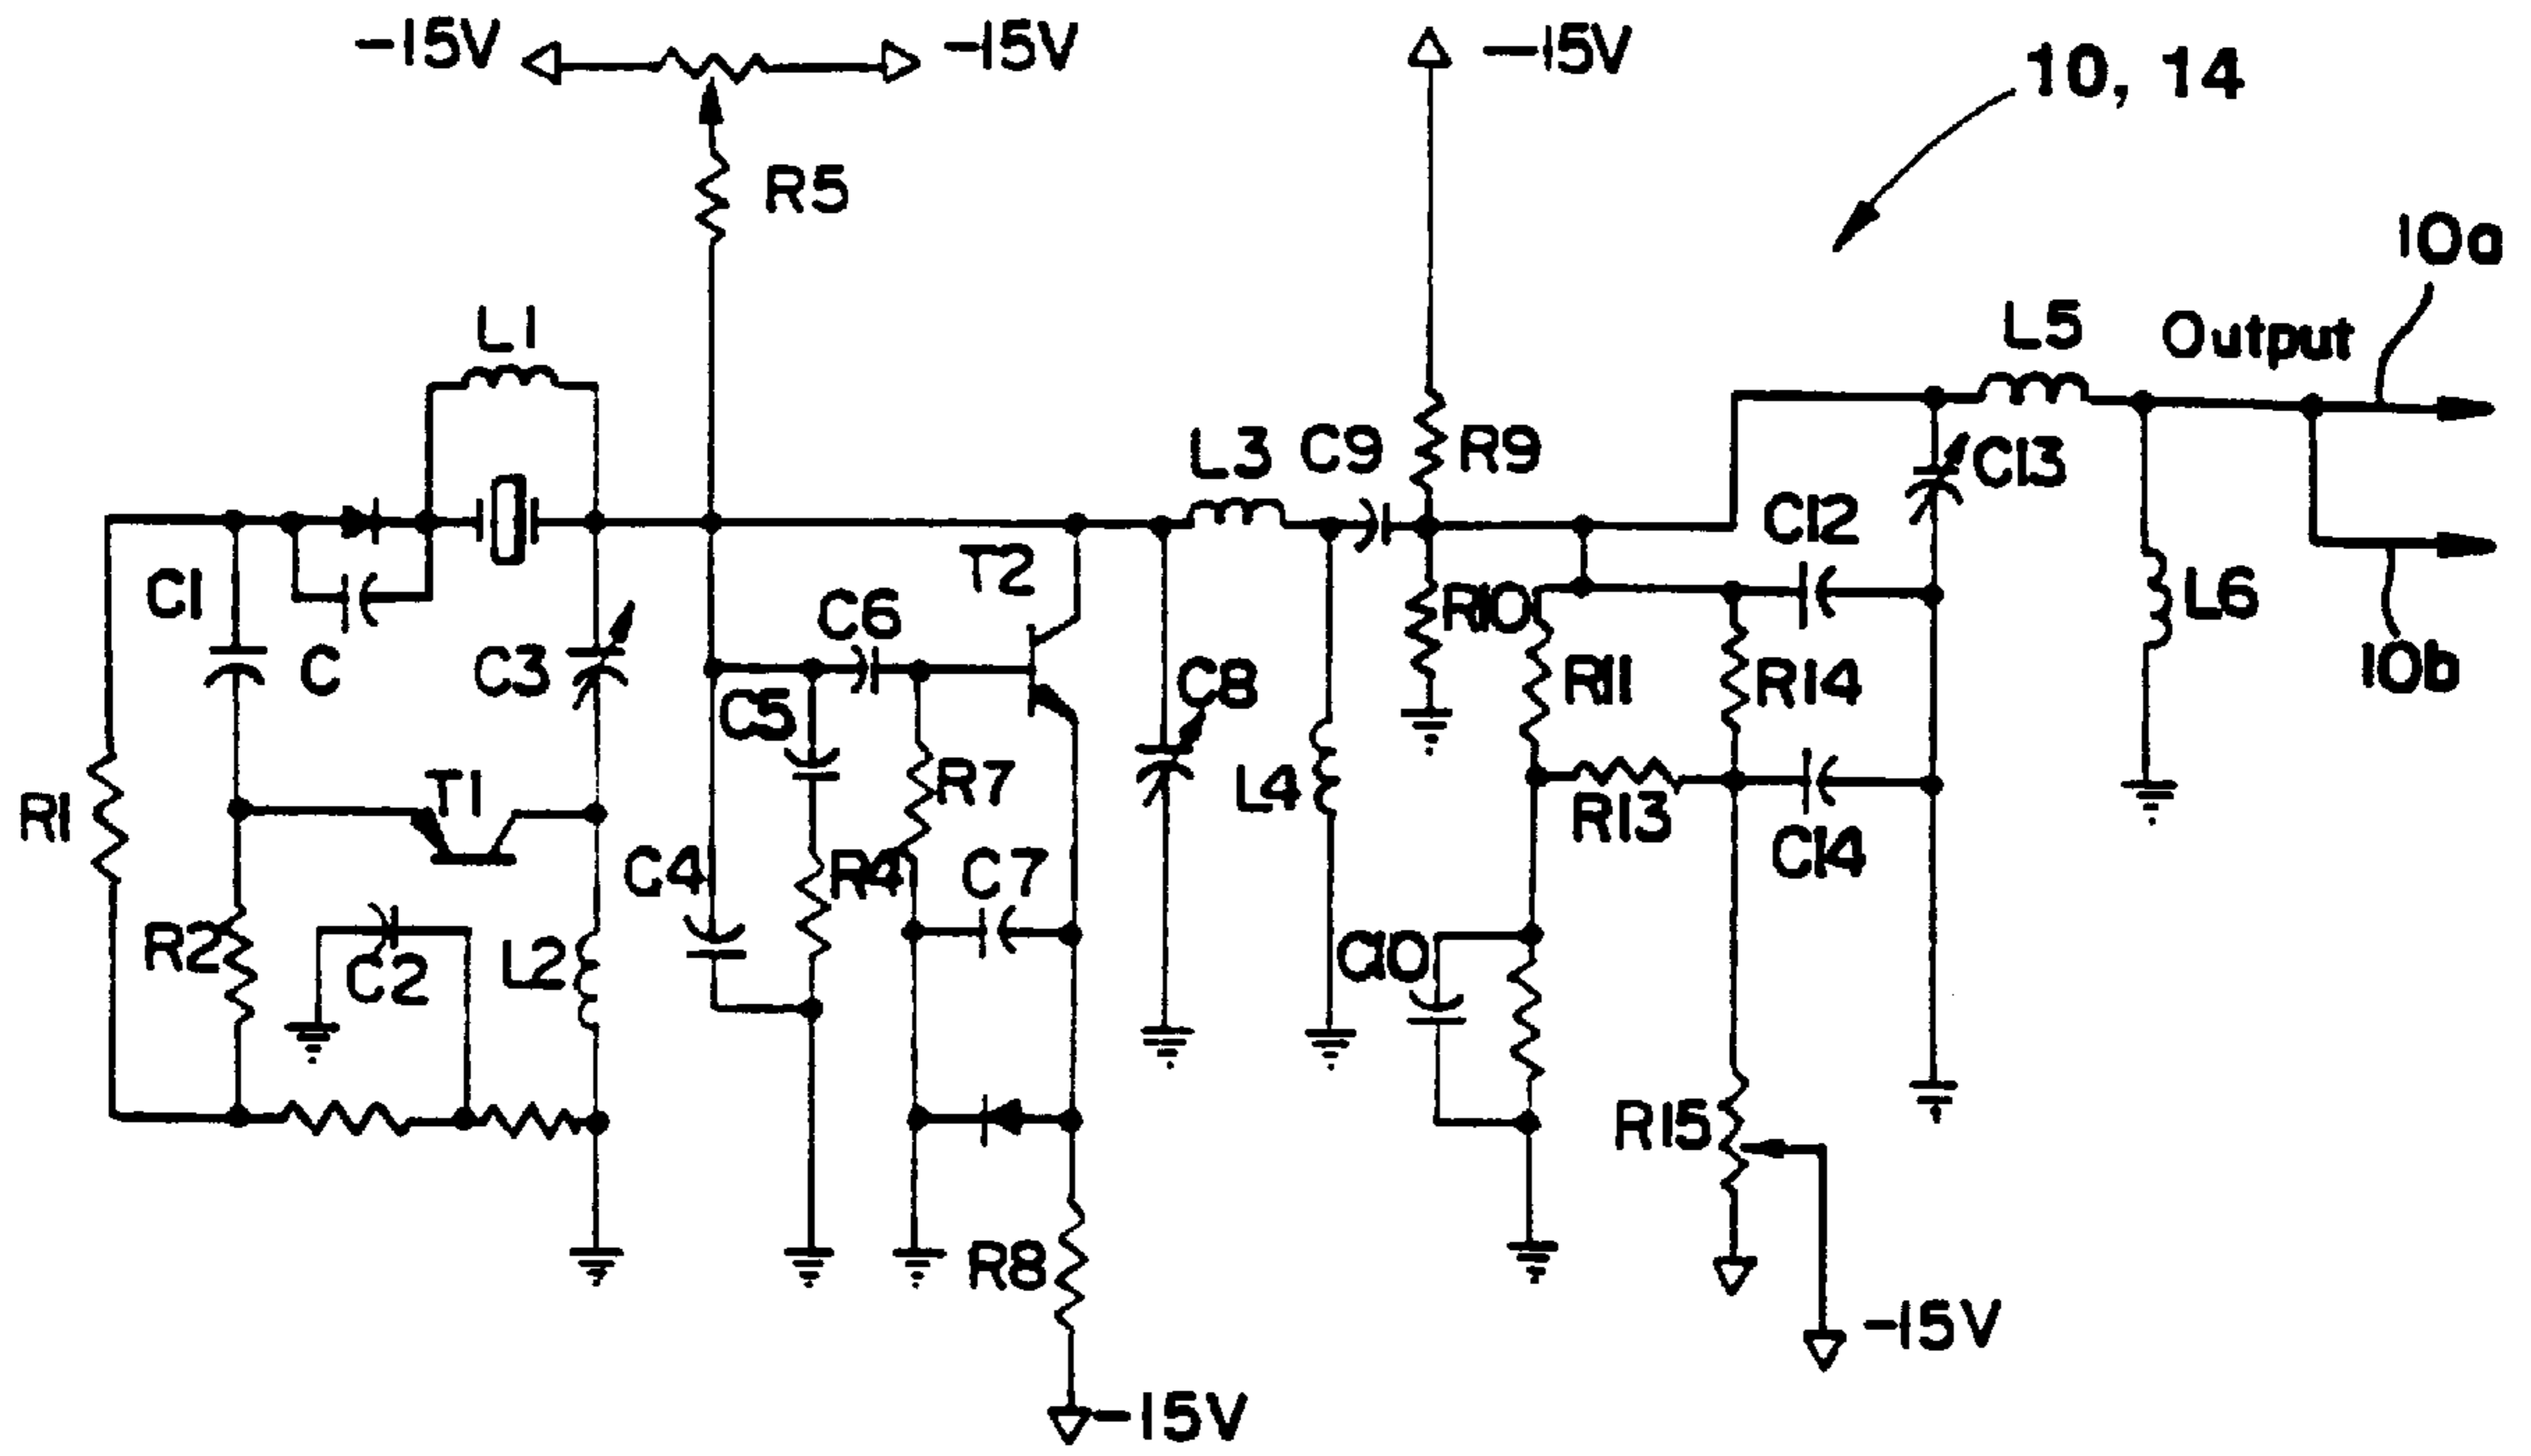 -15V
-15V
-15V
10, 14
R5
10a
L1
L5
Output
L3
C9
R9
C13
C12
C1
T2
C6
R10
L6
C
C3
C5
C8
R11
R14
10b
R1
T1
R7
L4
R13
C4
R4
C7
C14
R2
C2
L2
C10
R15
R8
-15V
-15V